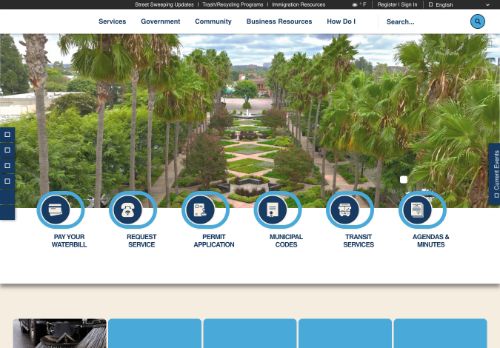 Street Sweeping Updates | Trash/Recycling Programs | Immigration Resources
° F
Register | Sign In
English
Services
Government
Community
Business Resources
How Do I
Search...
Current Events
PAY YOUR
WATERBILL
REQUEST
SERVICE
PERMIT
APPLICATION
MUNICIPAL
CODES
TRANSIT
SERVICES
AGENDAS &
MINUTES